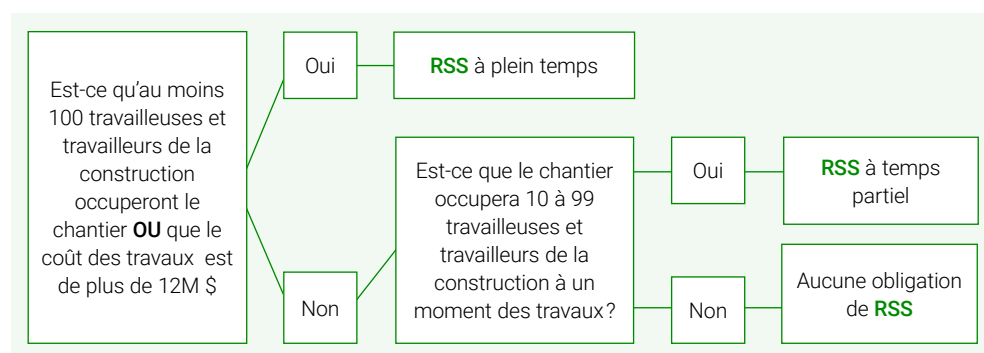 Est-ce qu'au moins
100 travailleuses et
travailleurs de la
construction
occuperont le
chantier OU que le
coût des travaux est
de plus de 12M $
Oui
RSS à plein temps
Non
Est-ce que le chantier
occupera 10 à 99
travailleuses et
travailleurs de la
construction à un
moment des travaux ?
Oui
RSS à temps
partiel
Non
Aucune obligation
de RSS